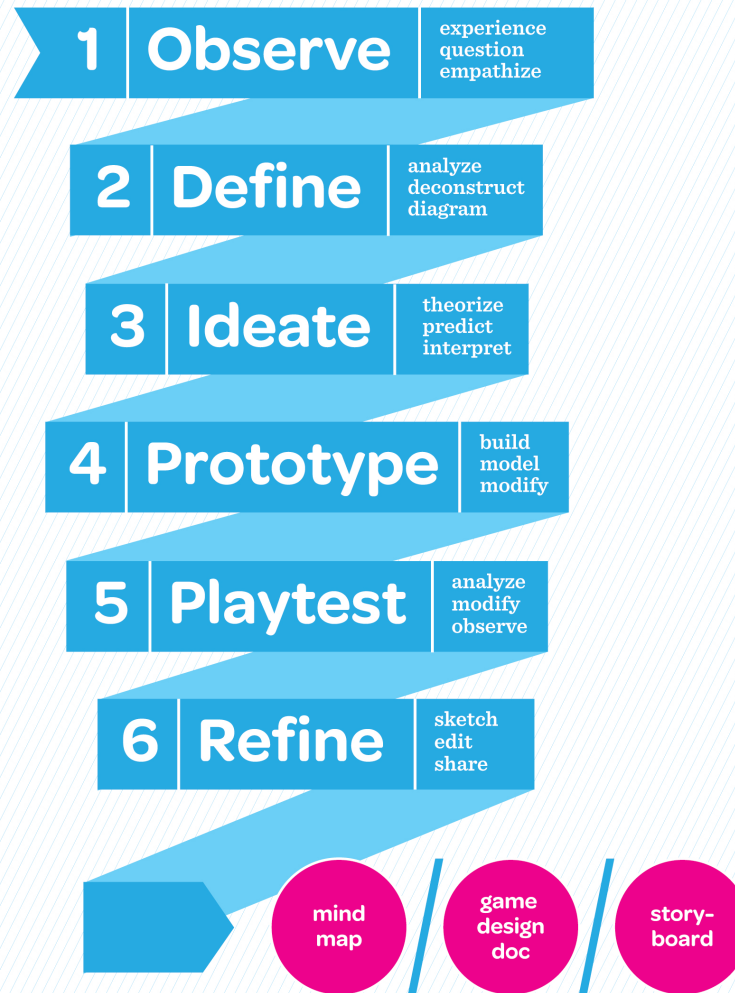 1 Observe
experience
question
empathize
2 Define
analyze
deconstruct
diagram
3 Ideate
theorize
predict
interpret
4 Prototype
build
model
modify
5 Playtest
analyze
modify
observe
6 Refine
sketch
edit
share
mind
map
game
design
doc
story-
board